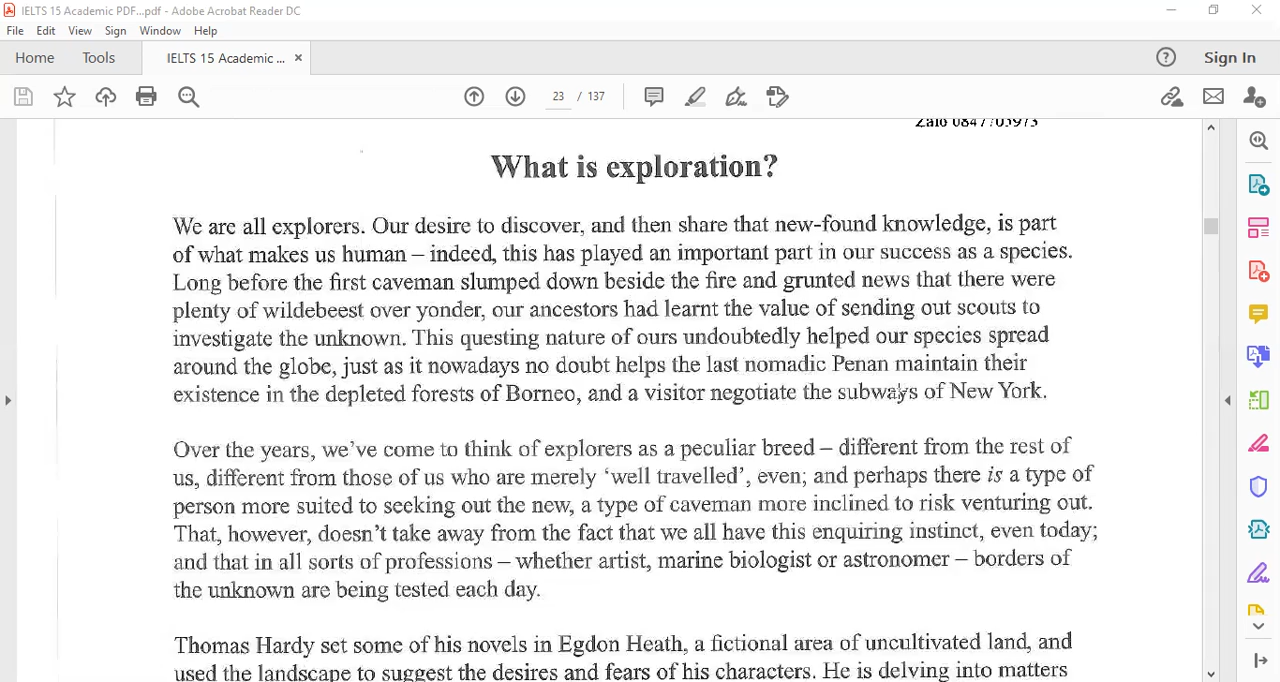 IELTS 15 Academic PDF...pdf - Adobe Acrobat Reader DC
File Edit View Sign Window Help
Home Tools IELTS 15 Academic ... × Sign In
23 / 137
What is exploration?
We are all explorers. Our desire to discover, and then share that new-found knowledge, is part
of what makes us human – indeed, this has played an important part in our success as a species.
Long before the first caveman slumped down beside the fire and grunted news that there were
plenty of wildebeest over yonder, our ancestors had learnt the value of sending out scouts to
investigate the unknown. This questing nature of ours undoubtedly helped our species spread
around the globe, just as it nowadays no doubt helps the last nomadic Penan maintain their
existence in the depleted forests of Borneo, and a visitor negotiate the subways of New York.
Over the years, we've come to think of explorers as a peculiar breed – different from the rest of
us, different from those of us who are merely 'well travelled', even; and perhaps there is a type of
person more suited to seeking out the new, a type of caveman more inclined to risk venturing out.
That, however, doesn't take away from the fact that we all have this enquiring instinct, even today;
and that in all sorts of professions – whether artist, marine biologist or astronomer – borders of
the unknown are being tested each day.
Thomas Hardy set some of his novels in Egdon Heath, a fictional area of uncultivated land, and
used the landscape to suggest the desires and fears of his characters. He is delving into matters